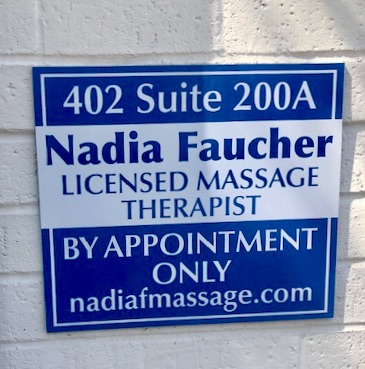 402 Suite 200A
Nadia Faucher
LICENSED MASSAGE
THERAPIST
BY APPOINTMENT
ONLY
nadiafmassage.com